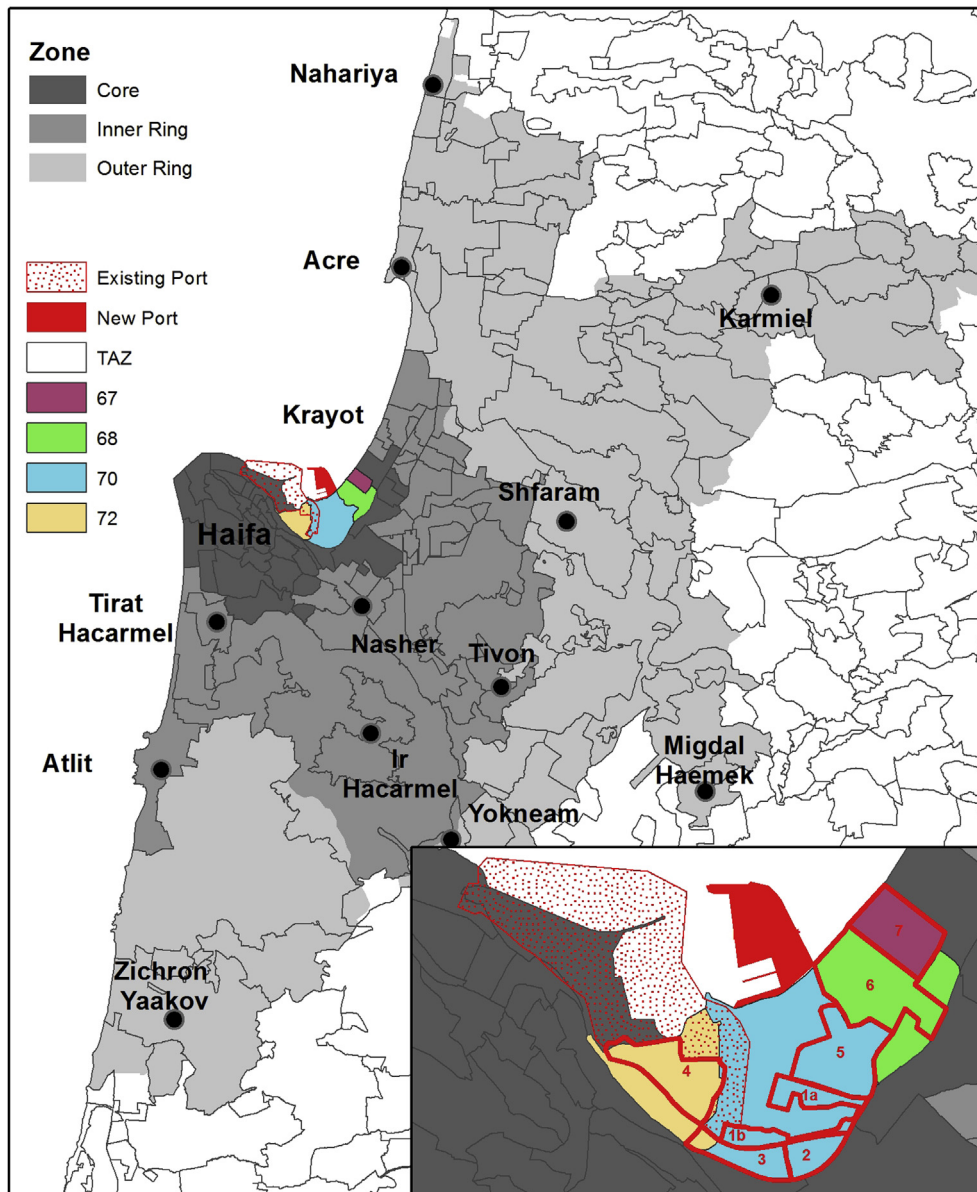 Zone
Core
Inner Ring
Outer Ring
Existing Port
New Port
TAZ
67
68
70
72
Nahariya
Acre
Karmiel
Krayot
Shfaram
Haifa
Tirat
Hacarmel
Nasher
Tivon
Atlit
Ir
Hacarmel
Migdal
Haemek
Yokneam
Zichron
Yaakov
7
6
5
4
1a
1b
3
2